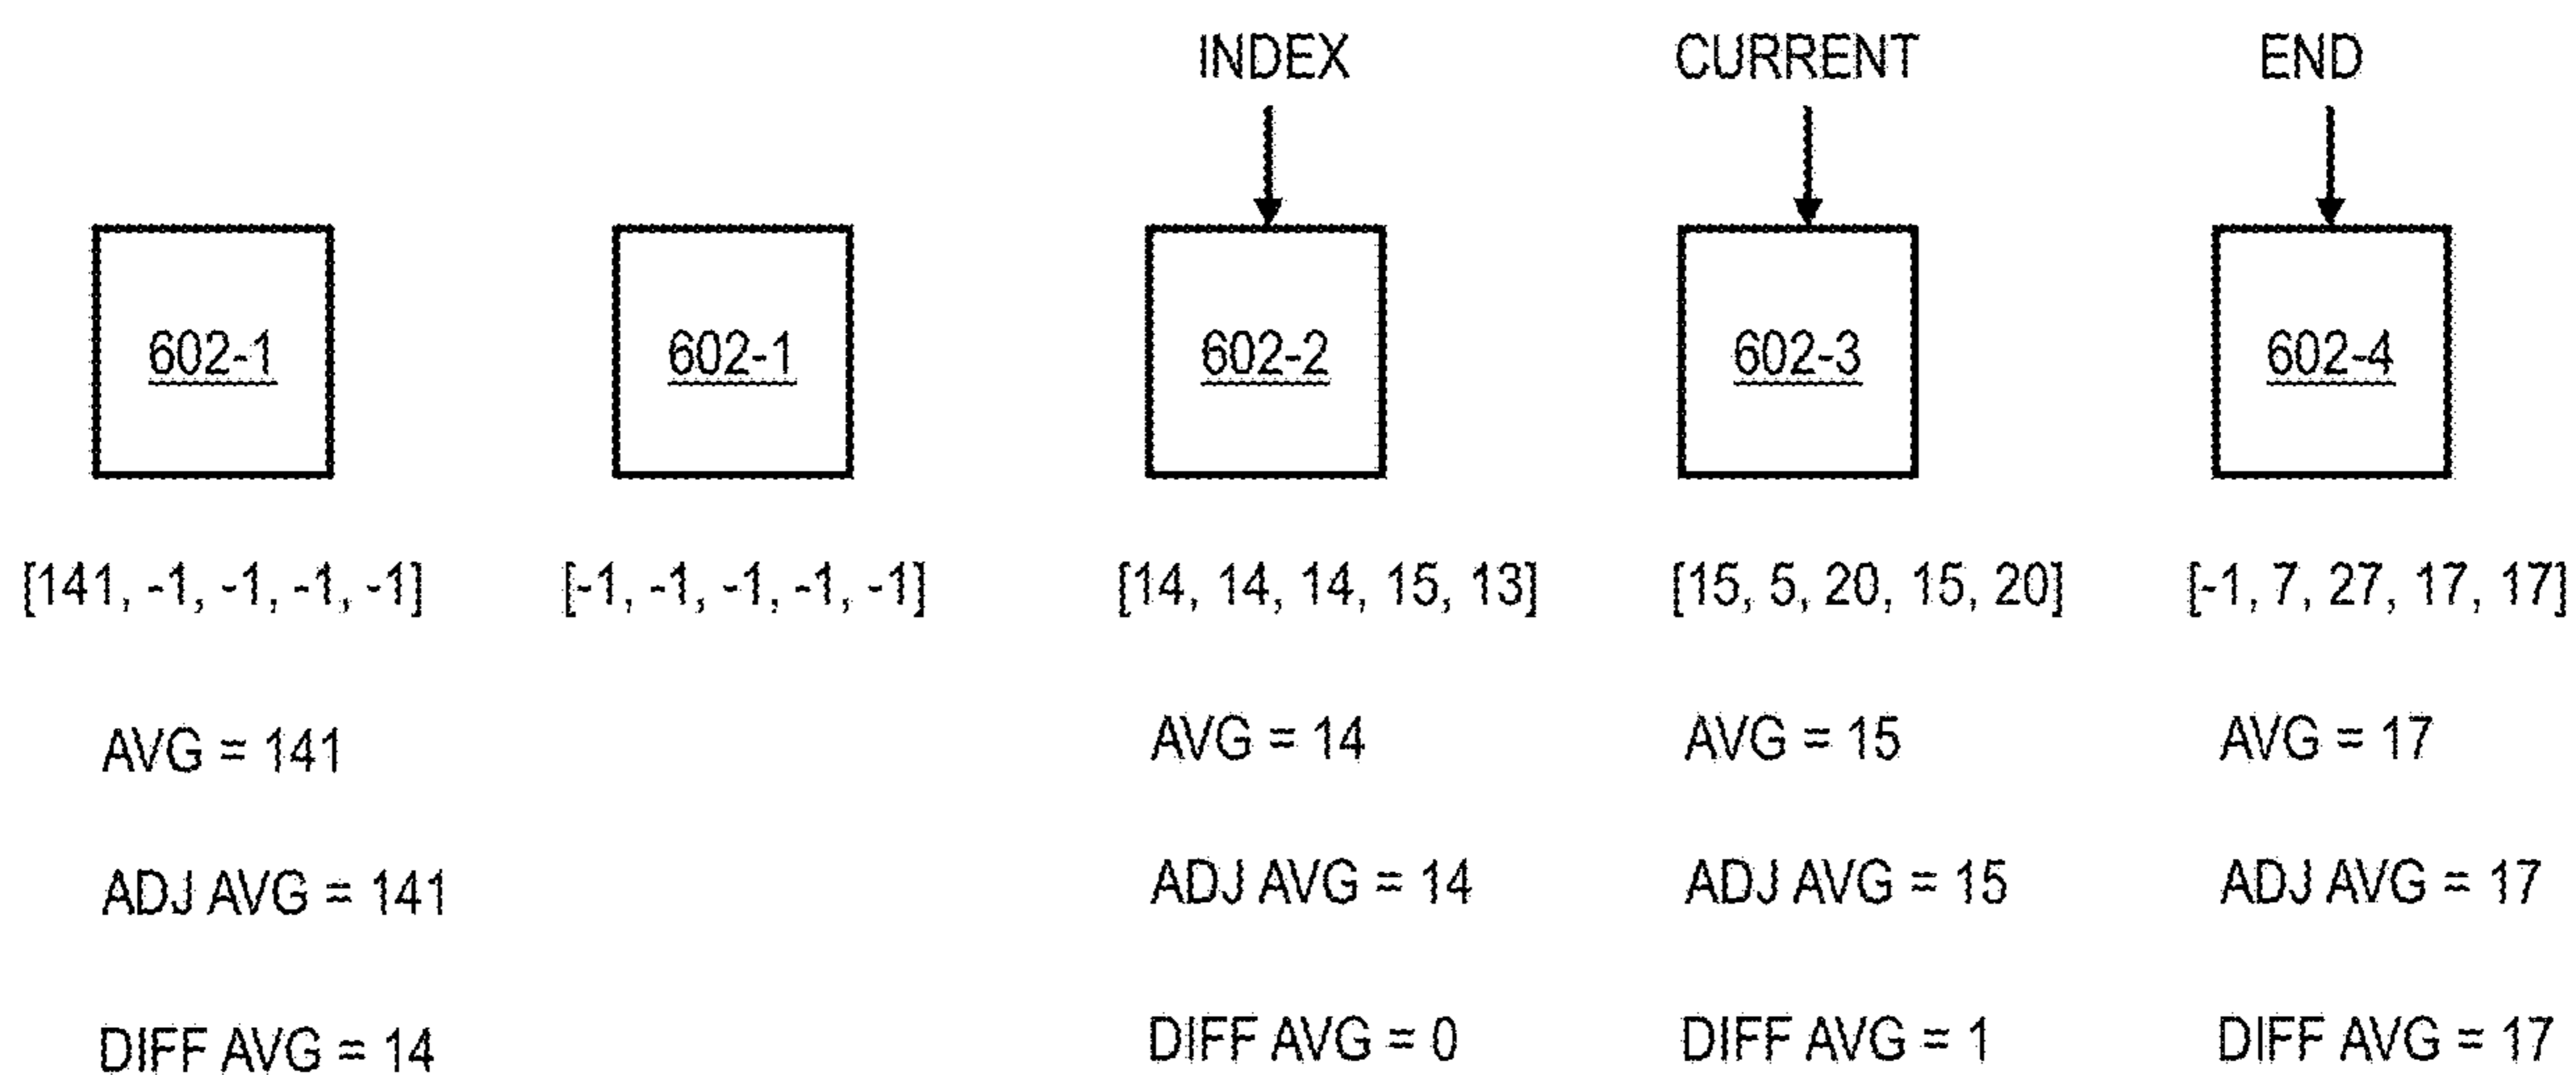 INDEX CURRENT END
602-1 602-1 602-2 602-3 602-4
[141, -1, -1, -1, -1] [-1, -1, -1, -1, -1] [14, 14, 14, 15, 13] [15, 5, 20, 15, 20] [-1, 7, 27, 17, 17]
AVG = 141 AVG = 14 AVG = 15 AVG = 17
ADJ AVG = 141 ADJ AVG = 14 ADJ AVG = 15 ADJ AVG = 17
DIFF AVG = 14 DIFF AVG = 0 DIFF AVG = 1 DIFF AVG = 17